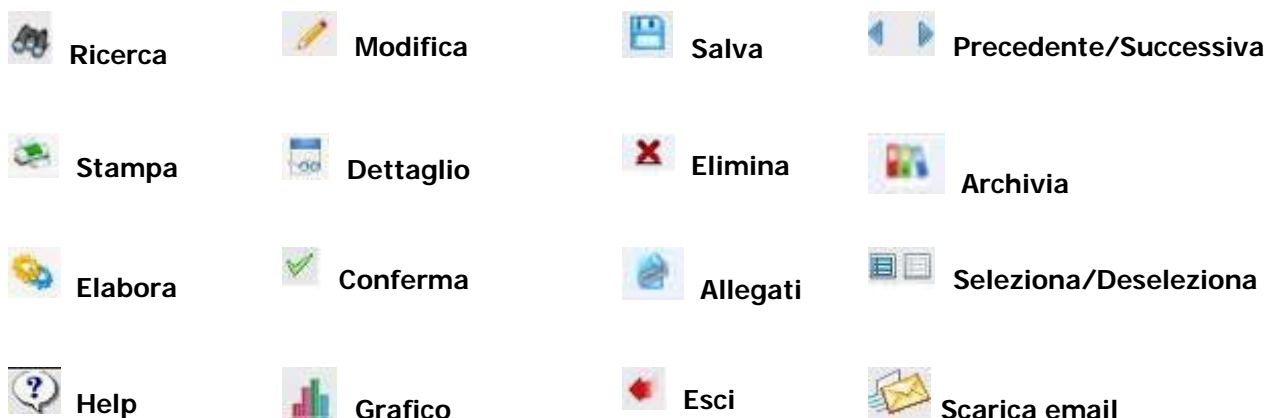 Ricerca Modifica Salva Precedente/Successiva
Stampa Dettaglio Elimina Archivia
Elabora Conferma Allegati Seleziona/Deseleziona
? Help Grafico Esci Scarica email